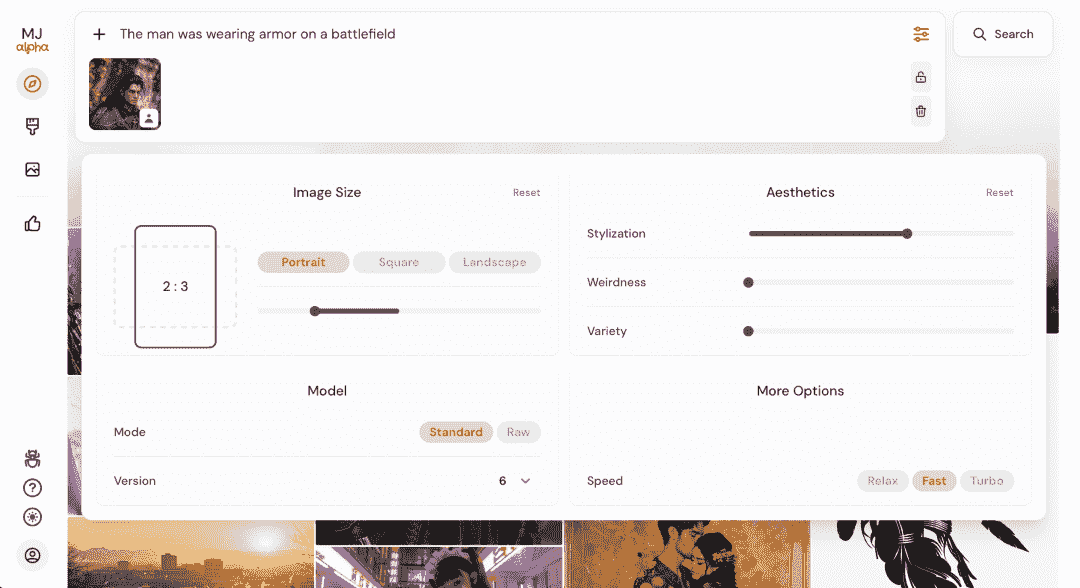 MJ
alpha
The man was wearing armor on a battlefield
Search
Image Size
Reset
2 : 3
Portrait
Square
Landscape
Aesthetics
Reset
Stylization
Weirdness
Variety
Model
Mode
Standard
Raw
Version
6
More Options
Speed
Relax
Fast
Turbo